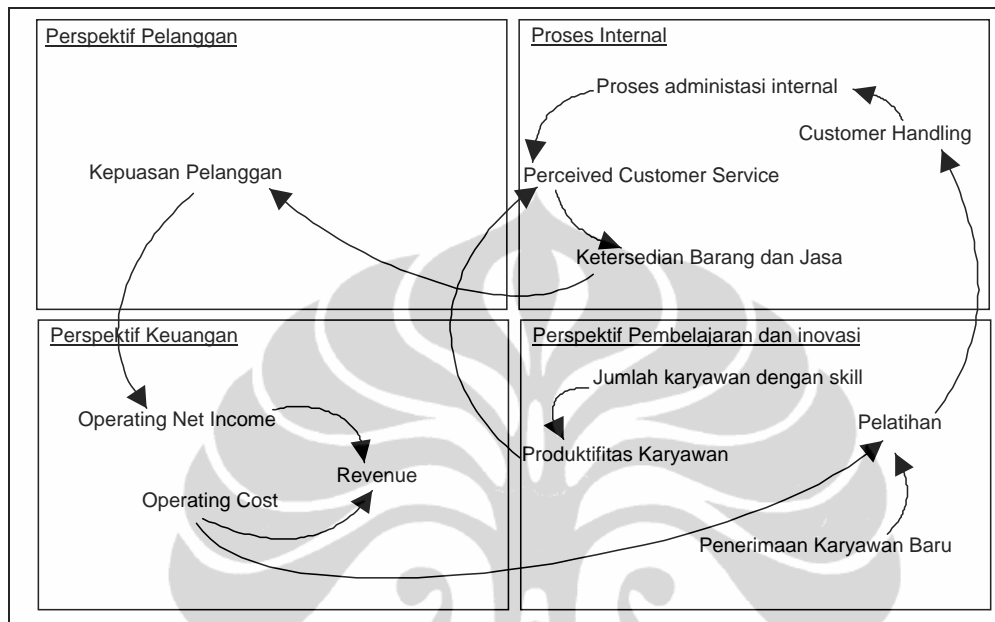 Perspektif Pelanggan
Kepuasan Pelanggan
Proses Internal
Proses administasi internal
Customer Handling
Perceived Customer Service
Ketersedian Barang dan Jasa
Perspektif Keuangan
Operating Net Income
Revenue
Operating Cost
Perspektif Pembelajaran dan inovasi
Jumlah karyawan dengan skill
Pelatihan
Produktifitas Karyawan
Penerimaan Karyawan Baru